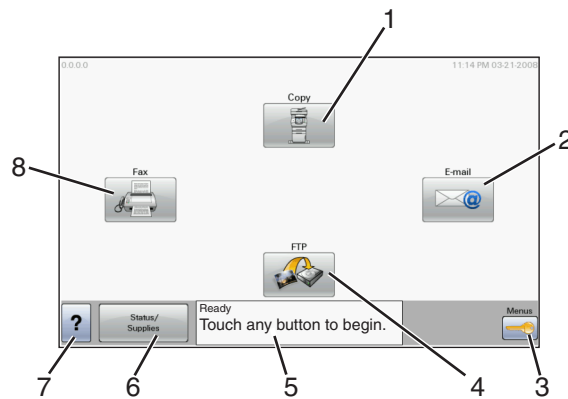 1
0.0.0.0
11:14 PM 03-21-2008
Copy
2
8
Fax
E-mail
@
FTP
Ready
Touch any button to begin.
?
Status/
Supplies
Menus
7
6
5
4
3